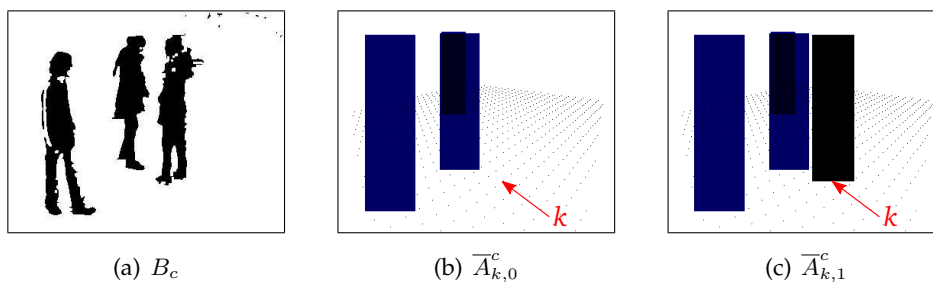 k
k
(a) B_c
(b) \overline{A}^c_{k,0}
(c) \overline{A}^c_{k,1}